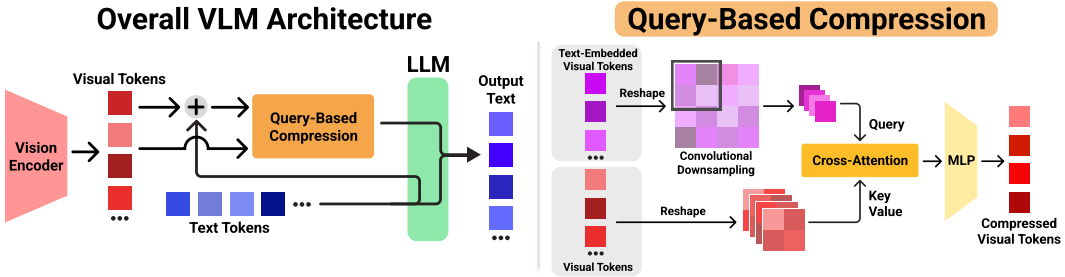 Overall VLM Architecture
Vision
Encoder
Visual Tokens
•••
+
Query-Based
Compression
Text Tokens
•••
LLM
Output
Text
•••
Query-Based Compression
Text-Embedded
Visual Tokens
•••
Reshape
Convolutional
Downsampling
Query
Cross-Attention
Key
Value
•••
Visual Tokens
Reshape
MLP
Compressed
Visual Tokens